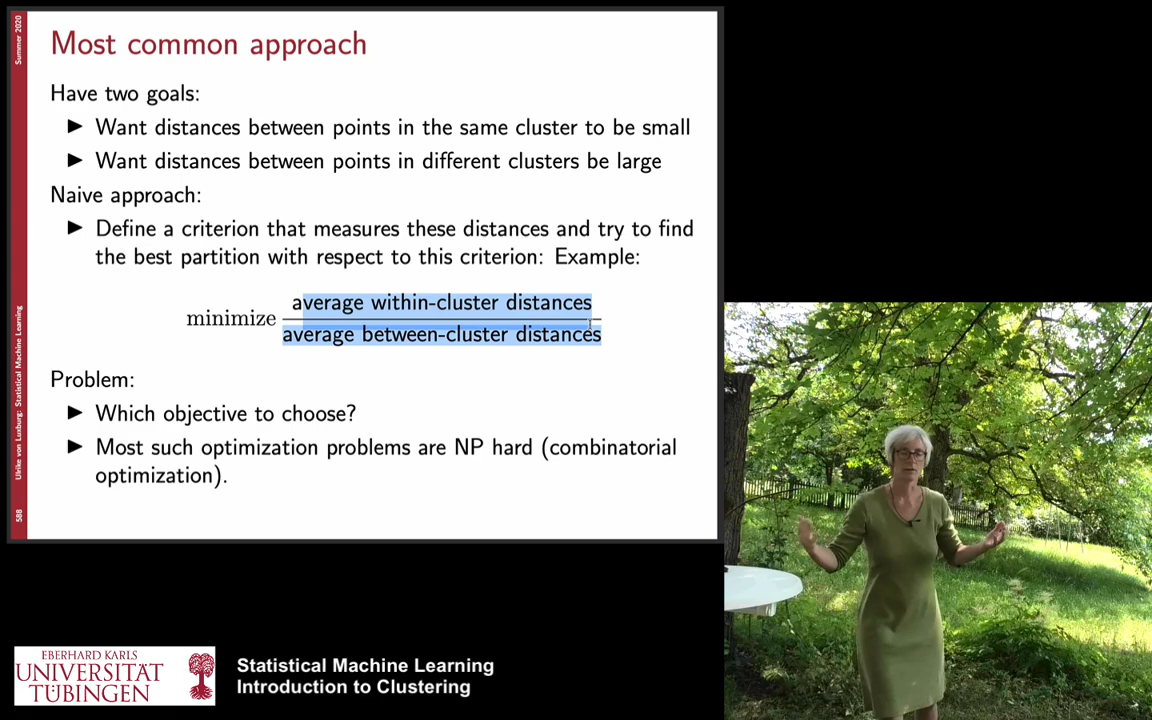 Most common approach
Have two goals:
▶ Want distances between points in the same cluster to be small
▶ Want distances between points in different clusters be large
Naive approach:
▶ Define a criterion that measures these distances and try to find
the best partition with respect to this criterion: Example:
minimize
average within-cluster distances
average between-cluster distances
Problem:
▶ Which objective to choose?
▶ Most such optimization problems are NP hard (combinatorial
optimization).
Summer 2020
Ulrike von Luxburg: Statistical Machine Learning
588
EBERHARD KARLS
UNIVERSITÄT
TÜBINGEN
Statistical Machine Learning
Introduction to Clustering